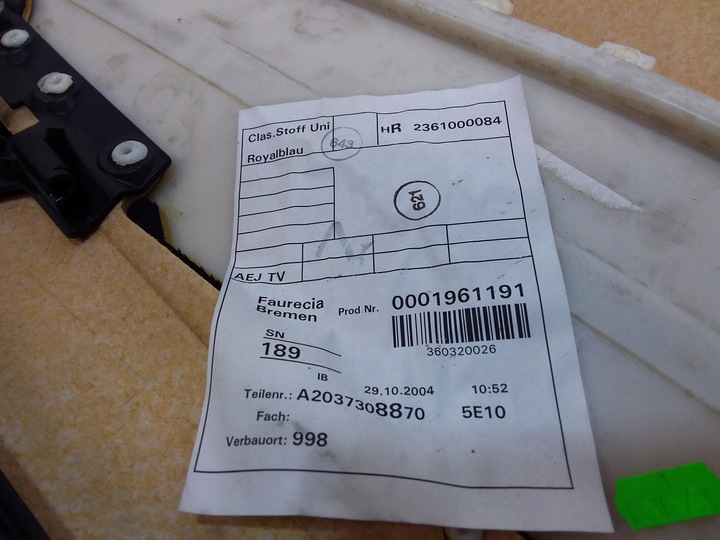 Clas.Stoff Uni HR 2361000084
Royalblau 643
621
AEJ TV
Faurecia
Bremen
Prod Nr. 0001961191
360320026
SN
189
IB
29.10.2004 10:52
Teilenr.: A2037308870 5E10
Fach:
Verbauort: 998